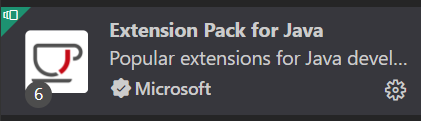 Extension Pack for Java
Popular extensions for Java devel...
Microsoft
6